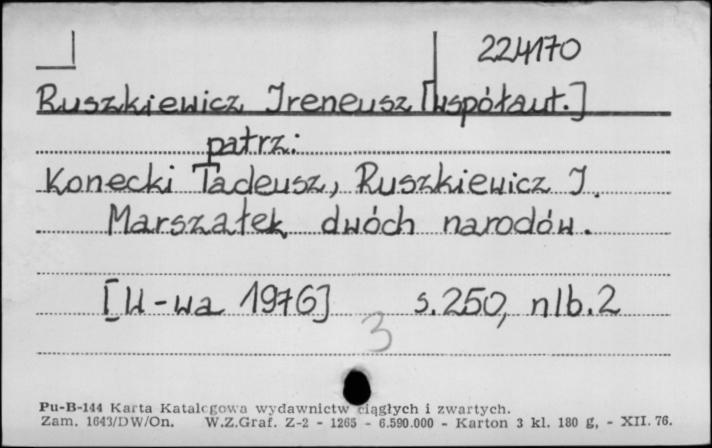 224170
Ruszkiewicz Ireneusz [współaut.]
patrz:
Konecki Tadeusz, Ruszkiewicz I.
Marszałek dwóch narodów.
[W-wa 1976] s.250, nlb.2
3
Pu-B-144 Karta Katalogowa wydawnictw ciągłych i zwartych.
Zam. 1643/DW/On. W.Z.Graf. Z-2 - 1265 - 6.590.000 - Karton 3 kl. 180 g, - XII. 76.